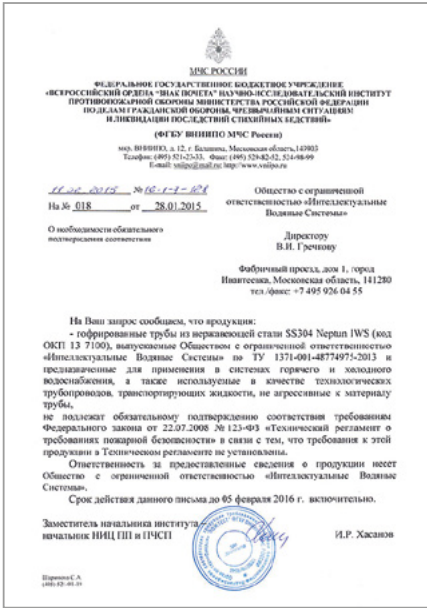 МЧС РОССИИ
ФЕДЕРАЛЬНОЕ ГОСУДАРСТВЕННОЕ БЮДЖЕТНОЕ УЧРЕЖДЕНИЕ
«ВСЕРОССИЙСКИЙ ОРДЕНА "ЗНАК ПОЧЕТА" НАУЧНО-ИССЛЕДОВАТЕЛЬСКИЙ ИНСТИТУТ
ПРОТИВОПОЖАРНОЙ ОБОРОНЫ МИНИСТЕРСТВА РОССИЙСКОЙ ФЕДЕРАЦИИ
ПО ДЕЛАМ ГРАЖДАНСКОЙ ОБОРОНЫ, ЧРЕЗВЫЧАЙНЫМ СИТУАЦИЯМ
И ЛИКВИДАЦИИ ПОСЛЕДСТВИЙ СТИХИЙНЫХ БЕДСТВИЙ»
(ФГБУ ВНИИПО МЧС России)
мкр. ВНИИПО, д. 12, г. Балашиха, Московская область, 143903
Телефон: (495) 521-23-33, Факс: (495) 529-82-52, 524-98-99
E-mail: vniipo@mail.ru; http://www.vniipo.ru
На № 018 от 28.01.2015
О необходимости обязательного
подтверждения соответствия
Общество с ограниченной
ответственностью «Интеллектуальные
Водяные Системы»
Директору
В.И. Гречкову
Фабричный проезд, дом 1, город
Ивантеевка, Московская область, 141280
тел./факс: +7 495 926 04 55
На Ваш запрос сообщаем, что продукция:
- гофрированные трубы из нержавеющей стали SS304 Neptun IWS (код
ОКП 13 7100), выпускаемые Обществом с ограниченной ответственностью
«Интеллектуальные Водяные Системы» по ТУ 1371-001-48774975-2013 и
предназначенные для применения в системах горячего и холодного
водоснабжения, а также используемые в качестве технологических
трубопроводов, транспортирующих жидкости, не агрессивные к материалу
трубы,
не подлежат обязательному подтверждению соответствия требованиям
Федерального закона от 22.07.2008 № 123-ФЗ «Технический регламент о
требованиях пожарной безопасности» в связи с тем, что требования к этой
продукции в Техническом регламенте не установлены.
Ответственность за предоставленные сведения о продукции несет
Общество с ограниченной ответственностью «Интеллектуальные Водяные
Системы».
Срок действия данного письма до 05 февраля 2016 г. включительно.
Заместитель начальника института –
начальник НИЦ ПП и ПЧСП
И.Р. Хасанов